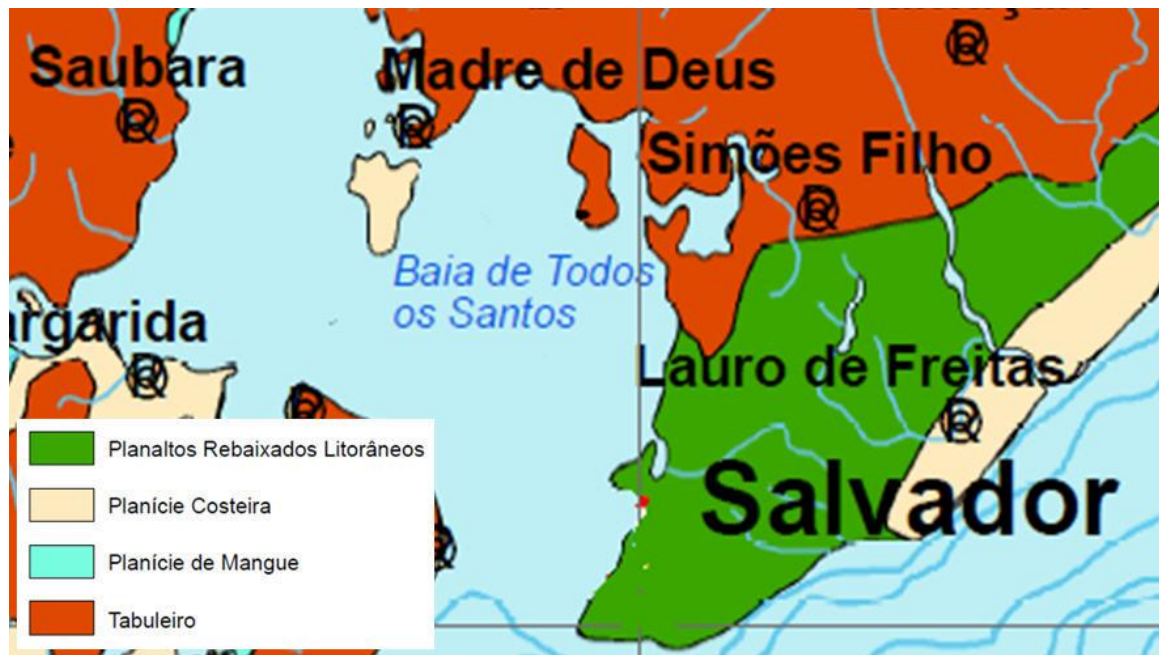 Saubara
Madre de Deus
Simões Filho
Baia de Todos
os Santos
argarida
Lauro de Freitas
Salvador
Planaltos Rebaixados Litorâneos
Planície Costeira
Planície de Mangue
Tabuleiro